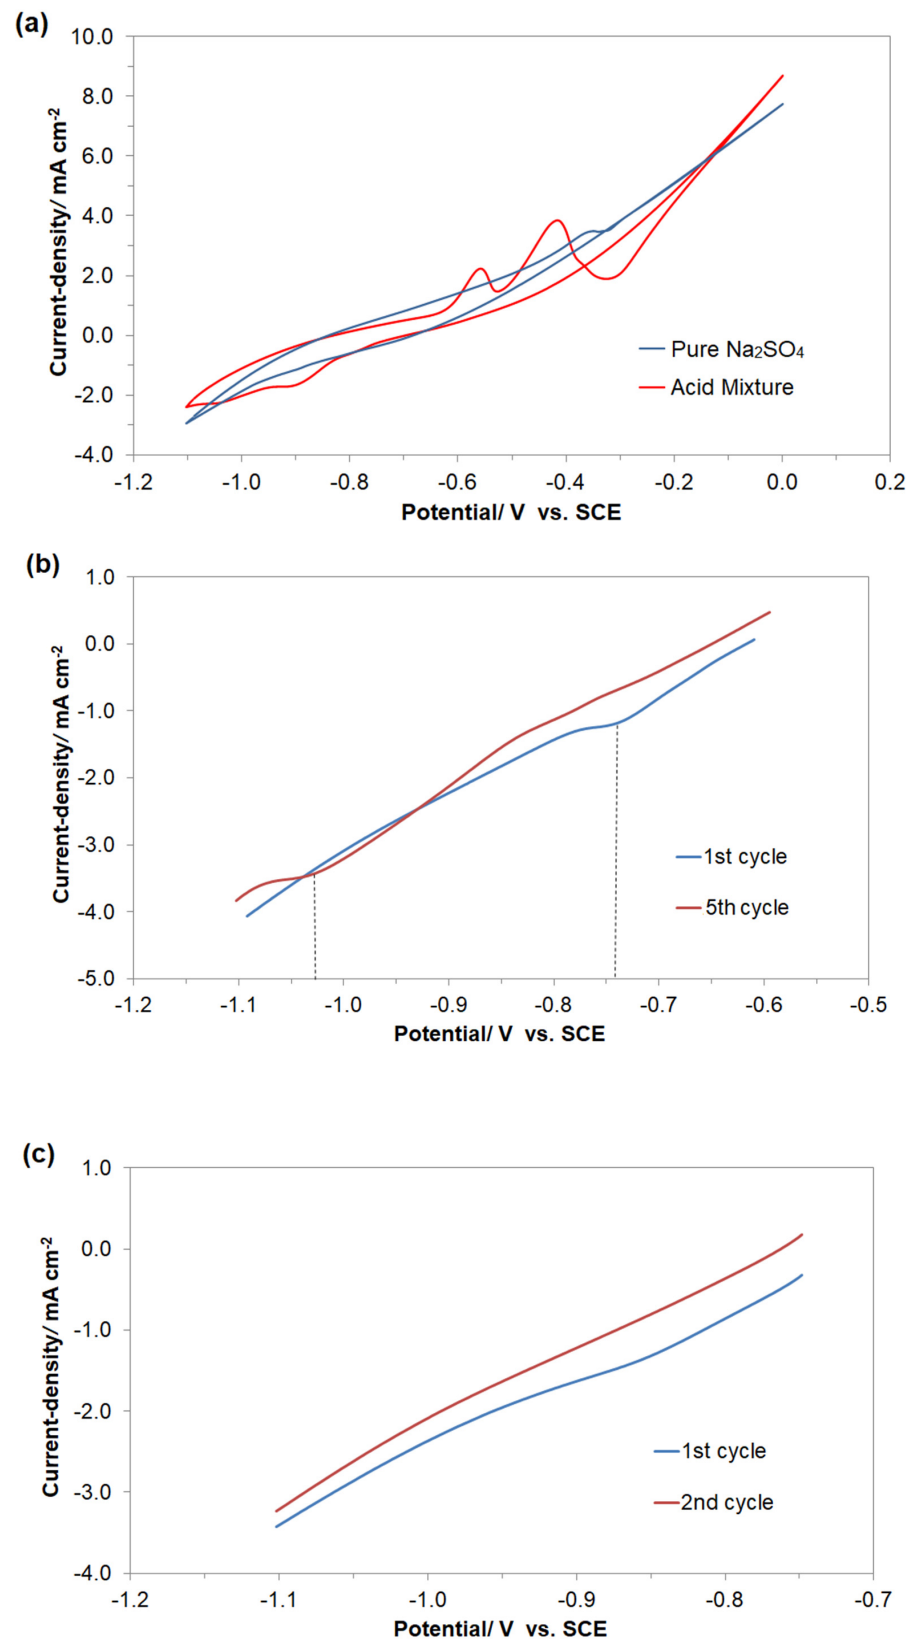 (a)
10.0
8.0
6.0
4.0
2.0
0.0
-2.0
-4.0
Current-density/ mA cm-2
Pure Na2SO4
Acid Mixture
-1.2 -1.0 -0.8 -0.6 -0.4 -0.2 0.0 0.2
Potential/ V vs. SCE
(b)
1.0
0.0
-1.0
-2.0
-3.0
-4.0
-5.0
Current-density/ mA cm-2
1st cycle
5th cycle
-1.2 -1.1 -1.0 -0.9 -0.8 -0.7 -0.6 -0.5
Potential/ V vs. SCE
(c)
1.0
0.0
-1.0
-2.0
-3.0
-4.0
Current-density/ mA cm-2
1st cycle
2nd cycle
-1.2 -1.1 -1.0 -0.9 -0.8 -0.7
Potential/ V vs. SCE